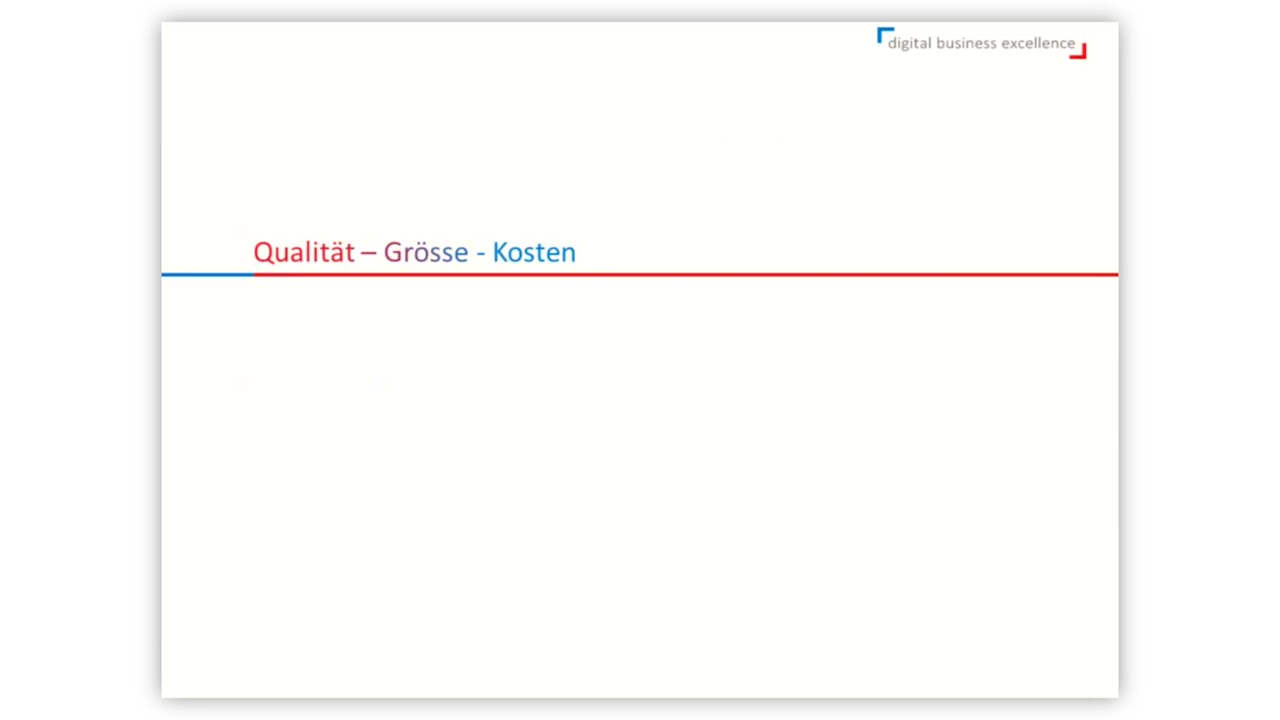 digital business excellence
Qualität – Grösse - Kosten